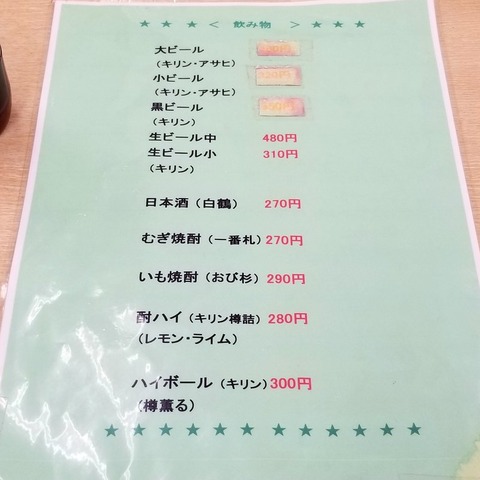 ★ ★ ★ ＜ 飲み物 ＞ ★ ★ ★
大ビール
(キリン・アサヒ)
小ビール 320円
(キリン・アサヒ)
黒ビール
(キリン)
生ビール中 480円
生ビール小 310円
(キリン)
日本酒(白鶴) 270円
むぎ焼酎(一番札) 270円
いも焼酎(おび杉) 290円
酎ハイ(キリン樽詰) 280円
(レモン・ライム)
ハイボール(キリン) 300円
(樽薫る)
★ ★ ★ ★ ★ ★ ★ ★ ★ ★ ★ ★